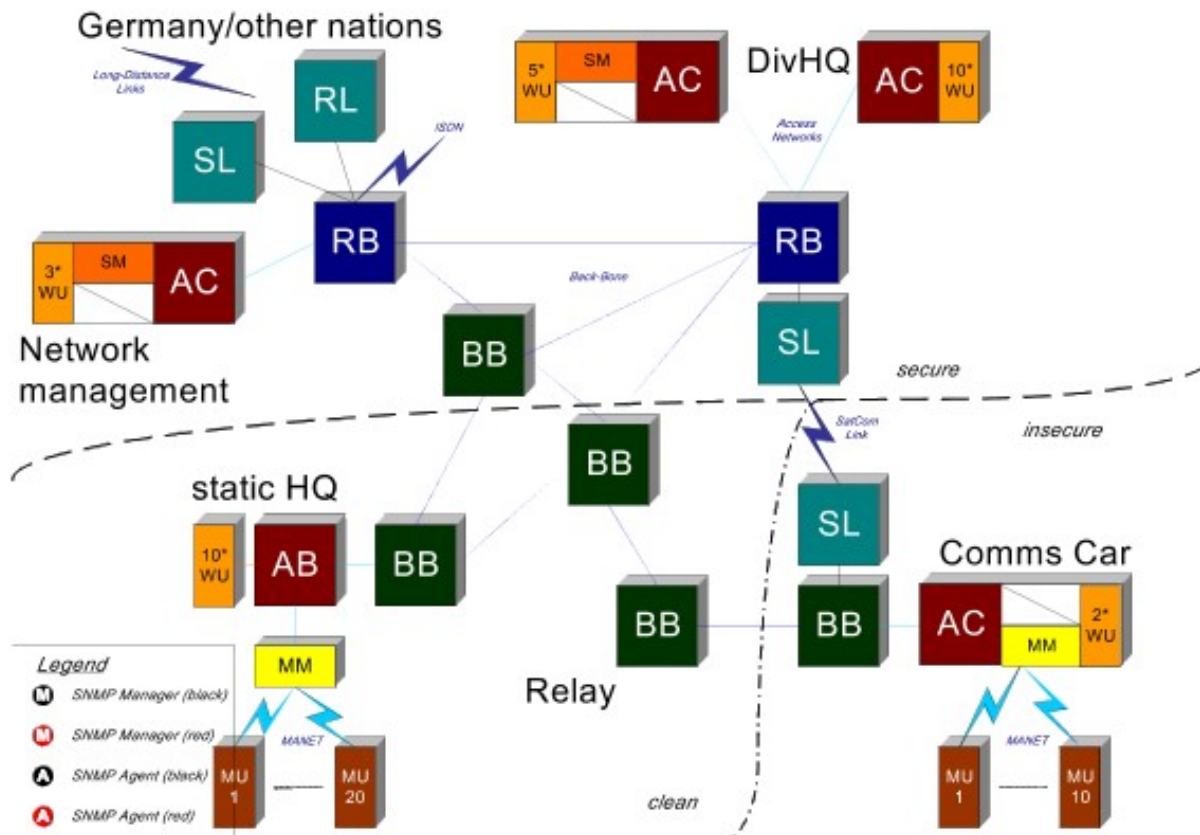 Germany/other nations
Long-Distance
Links
RL
SL
ISDN
5*
WU
SM
AC
DivHQ
AC
10*
WU
Access
Networks
RB
RB
3*
WU
SM
AC
Back-Bone
Network
management
BB
SL
secure
insecure
SatCom
Link
BB
static HQ
SL
10*
WU
AB
BB
Comms Car
BB
BB
AC
MM
2*
WU
Relay
MM
Legend
M SNMP Manager (black)
M SNMP Manager (red)
A SNMP Agent (black)
A SNMP Agent (red)
MANET
MU
1
MU
20
clean
MANET
MU
1
MU
10